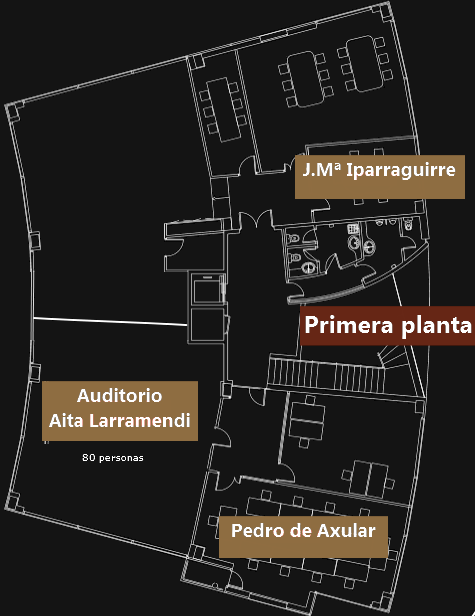 J.Mª Iparraguirre
Primera planta
Auditorio
Aita Larramendi
80 personas
Pedro de Axular